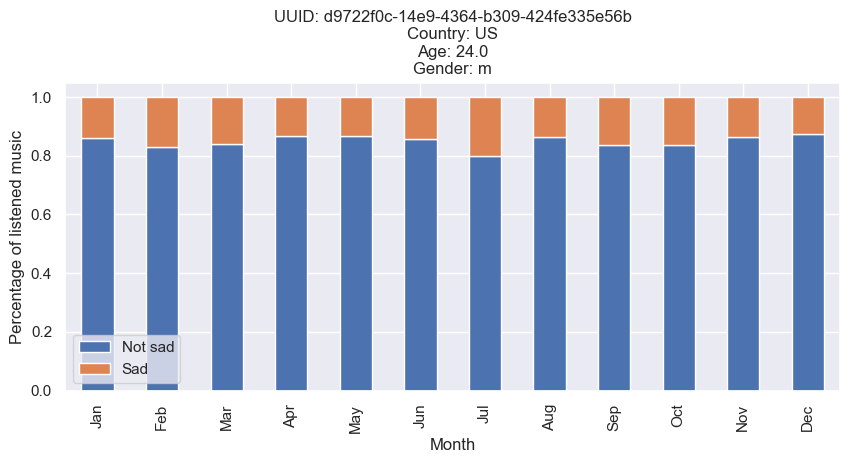 UUID: d9722f0c-14e9-4364-b309-424fe335e56b
Country: US
Age: 24.0
Gender: m
Percentage of listened music
1.0
0.8
0.6
0.4
0.2
0.0
Not sad
Sad
Jan
Feb
Mar
Apr
May
Jun
Jul
Aug
Sep
Oct
Nov
Dec
Month